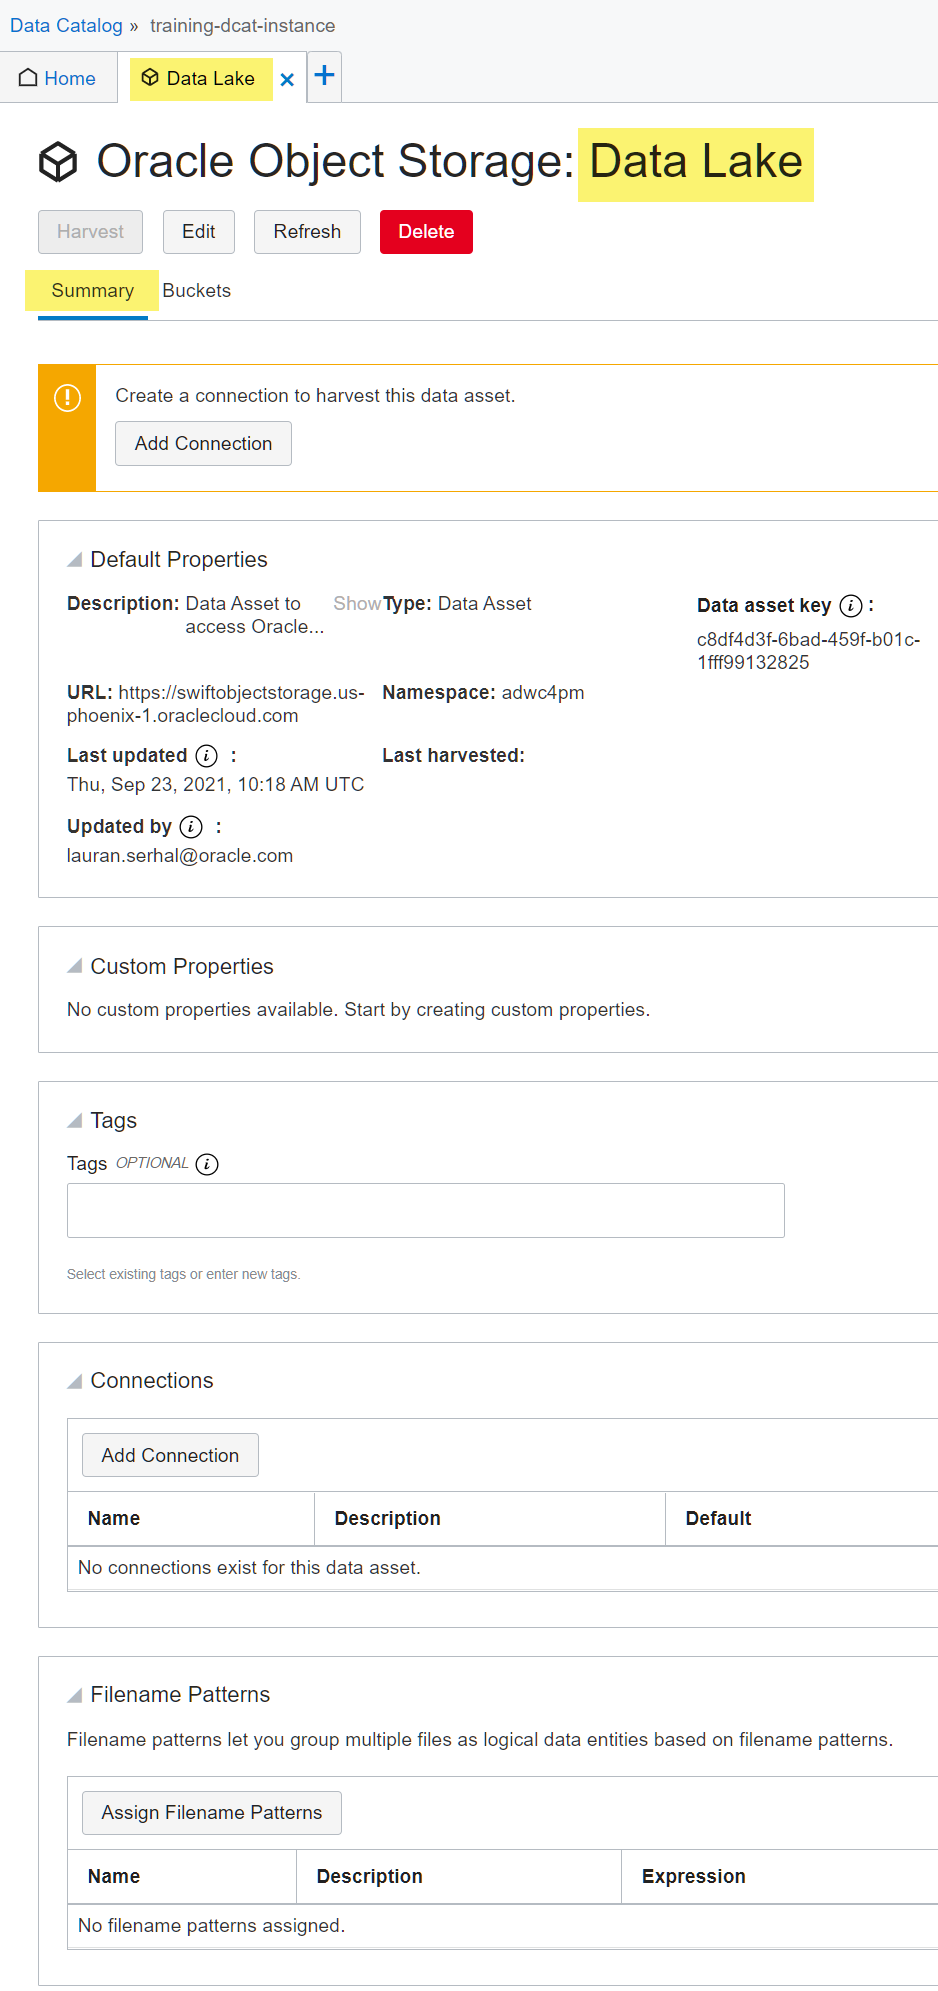 Data Catalog » training-dcat-instance
Home Data Lake × +
Oracle Object Storage: Data Lake
Harvest Edit Refresh Delete
Summary Buckets
Create a connection to harvest this data asset.
Add Connection
Default Properties
Description: Data Asset to access Oracle... Show
Type: Data Asset
Data asset key i :
c8df4d3f-6bad-459f-b01c-
1fff99132825
URL: https://swiftobjectstorage.us-
phoenix-1.oraclecloud.com
Namespace: adwc4pm
Last updated i :
Thu, Sep 23, 2021, 10:18 AM UTC
Last harvested:
Updated by i :
lauran.serhal@oracle.com
Custom Properties
No custom properties available. Start by creating custom properties.
Tags
Tags OPTIONAL i
Select existing tags or enter new tags.
Connections
Add Connection
Name Description Default
No connections exist for this data asset.
Filename Patterns
Filename patterns let you group multiple files as logical data entities based on filename patterns.
Assign Filename Patterns
Name Description Expression
No filename patterns assigned.